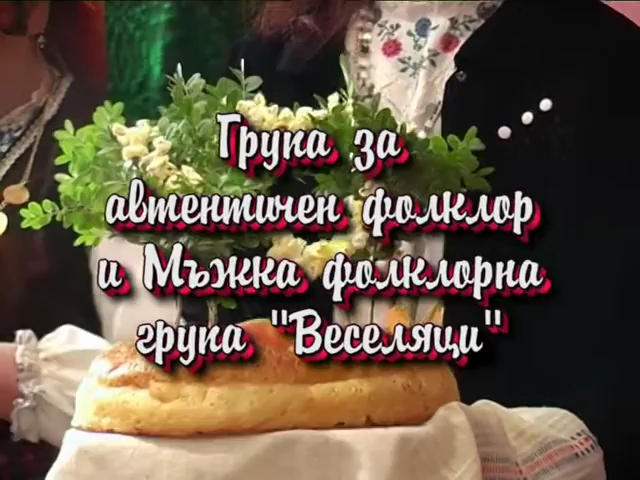 Група за
автентичен фолклор
и Мъжка фолклорна
група "Веселяци"